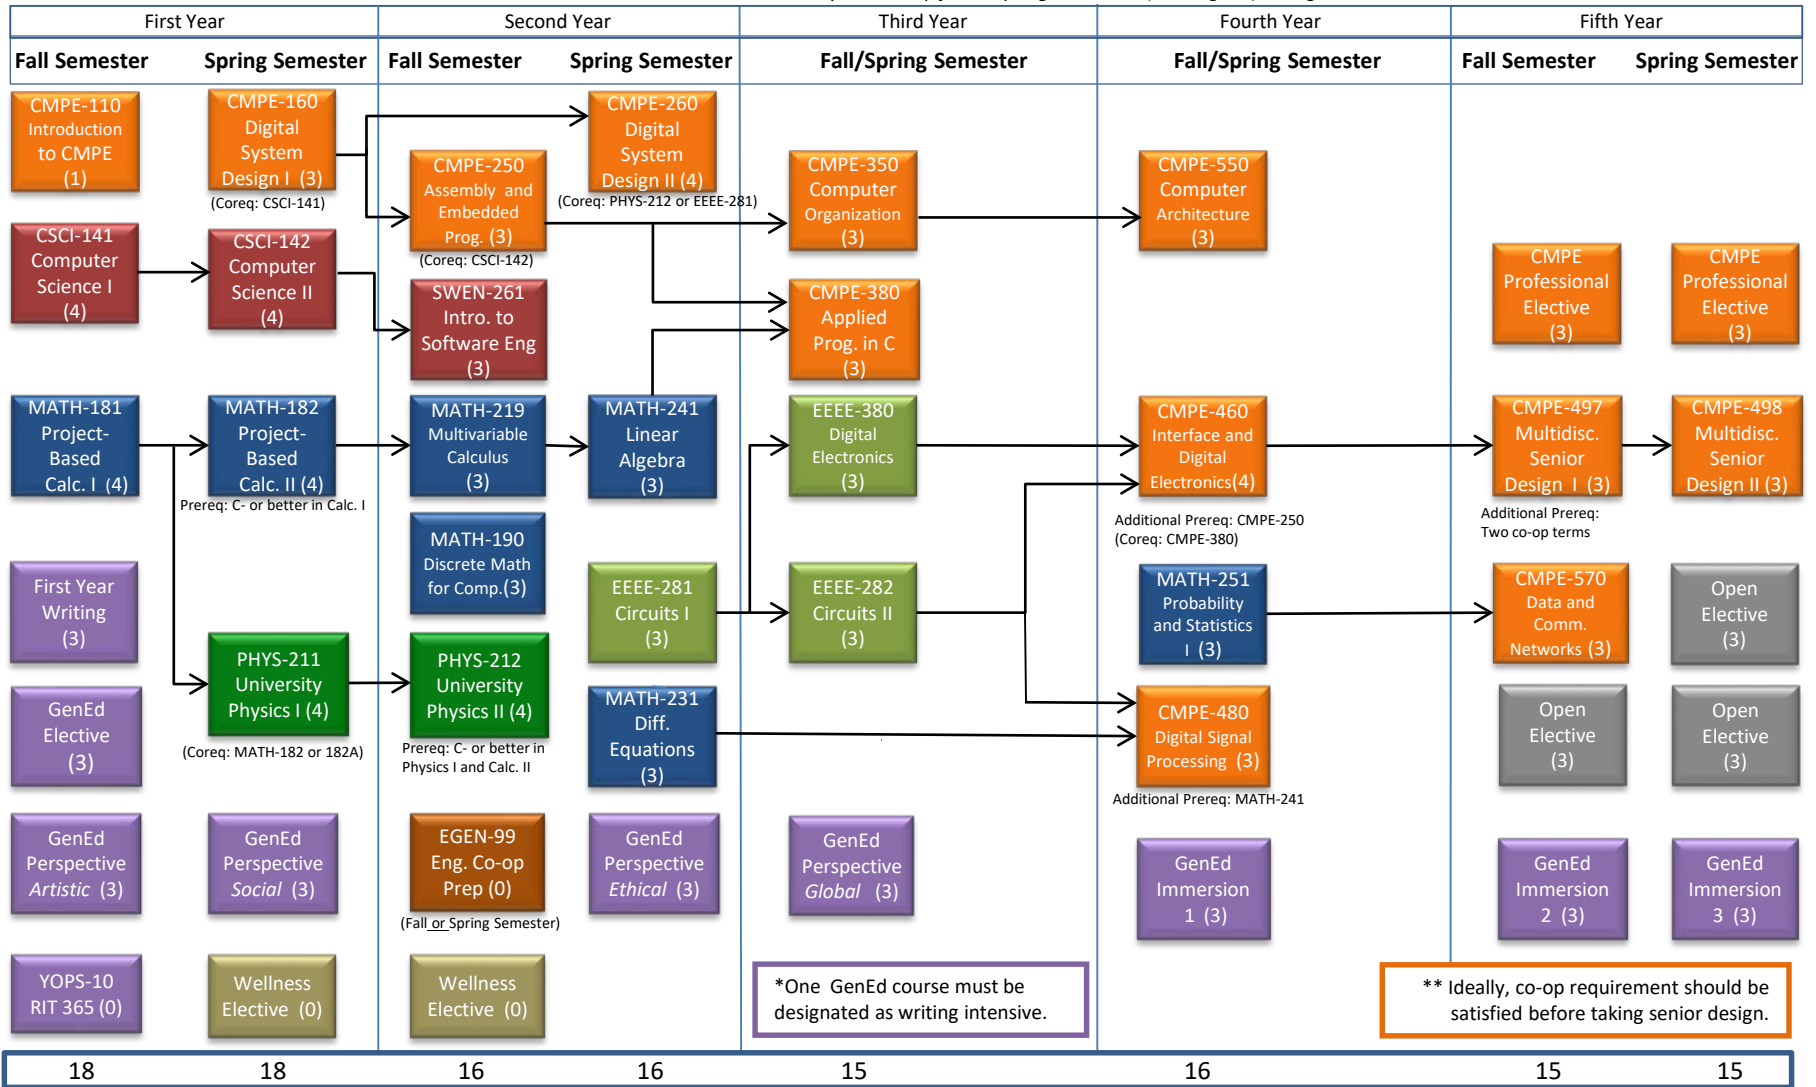 First Year
Second Year
Third Year
Fourth Year
Fifth Year
Fall Semester
Spring Semester
Fall Semester
Spring Semester
Fall/Spring Semester
Fall/Spring Semester
Fall Semester
Spring Semester
CMPE-110
Introduction
to CMPE
(1)
CMPE-160
Digital
System
Design I (3)
(Coreq: CSCI-141)
CMPE-250
Assembly and
Embedded
Prog. (3)
(Coreq: CSCI-142)
CMPE-260
Digital
System
Design II (4)
(Coreq: PHYS-212 or EEEE-281)
CMPE-350
Computer
Organization
(3)
CMPE-550
Computer
Architecture
(3)
CSCI-141
Computer
Science I
(4)
CSCI-142
Computer
Science II
(4)
SWEN-261
Intro. to
Software Eng
(3)
CMPE-380
Applied
Prog. in C
(3)
CMPE
Professional
Elective
(3)
CMPE
Professional
Elective
(3)
MATH-181
Project-
Based
Calc. I (4)
MATH-182
Project-
Based
Calc. II (4)
Prereq: C- or better in Calc. I
MATH-219
Multivariable
Calculus
(3)
MATH-241
Linear
Algebra
(3)
EEEE-380
Digital
Electronics
(3)
CMPE-460
Interface and
Digital
Electronics(4)
Additional Prereq: CMPE-250
(Coreq: CMPE-380)
CMPE-497
Multidisc.
Senior
Design I (3)
Additional Prereq:
Two co-op terms
CMPE-498
Multidisc.
Senior
Design II (3)
MATH-190
Discrete Math
for Comp.(3)
First Year
Writing
(3)
EEEE-281
Circuits I
(3)
EEEE-282
Circuits II
(3)
MATH-251
Probability
and Statistics
I (3)
CMPE-570
Data and
Comm.
Networks (3)
Open
Elective
(3)
GenEd
Elective
(3)
PHYS-211
University
Physics I (4)
(Coreq: MATH-182 or 182A)
PHYS-212
University
Physics II (4)
Prereq: C- or better in
Physics I and Calc. II
MATH-231
Diff.
Equations
(3)
CMPE-480
Digital Signal
Processing (3)
Additional Prereq: MATH-241
Open
Elective
(3)
Open
Elective
(3)
GenEd
Perspective
Artistic (3)
GenEd
Perspective
Social (3)
EGEN-99
Eng. Co-op
Prep (0)
(Fall or Spring Semester)
GenEd
Perspective
Ethical (3)
GenEd
Perspective
Global (3)
GenEd
Immersion
1 (3)
GenEd
Immersion
2 (3)
GenEd
Immersion
3 (3)
YOPS-10
RIT 365 (0)
Wellness
Elective (0)
Wellness
Elective (0)
*One GenEd course must be
designated as writing intensive.
** Ideally, co-op requirement should be
satisfied before taking senior design.
18
18
16
16
15
16
15
15